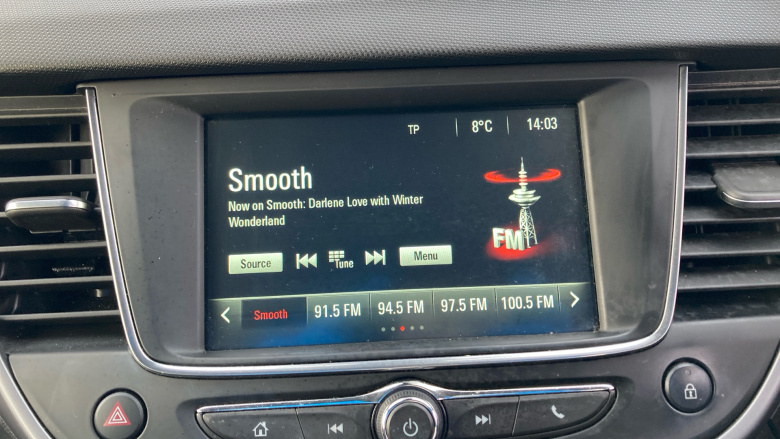 TP 8°C 14:03
Smooth
Now on Smooth: Darlene Love with Winter
Wonderland
FM
Source Tune Menu
Smooth 91.5 FM 94.5 FM 97.5 FM 100.5 FM